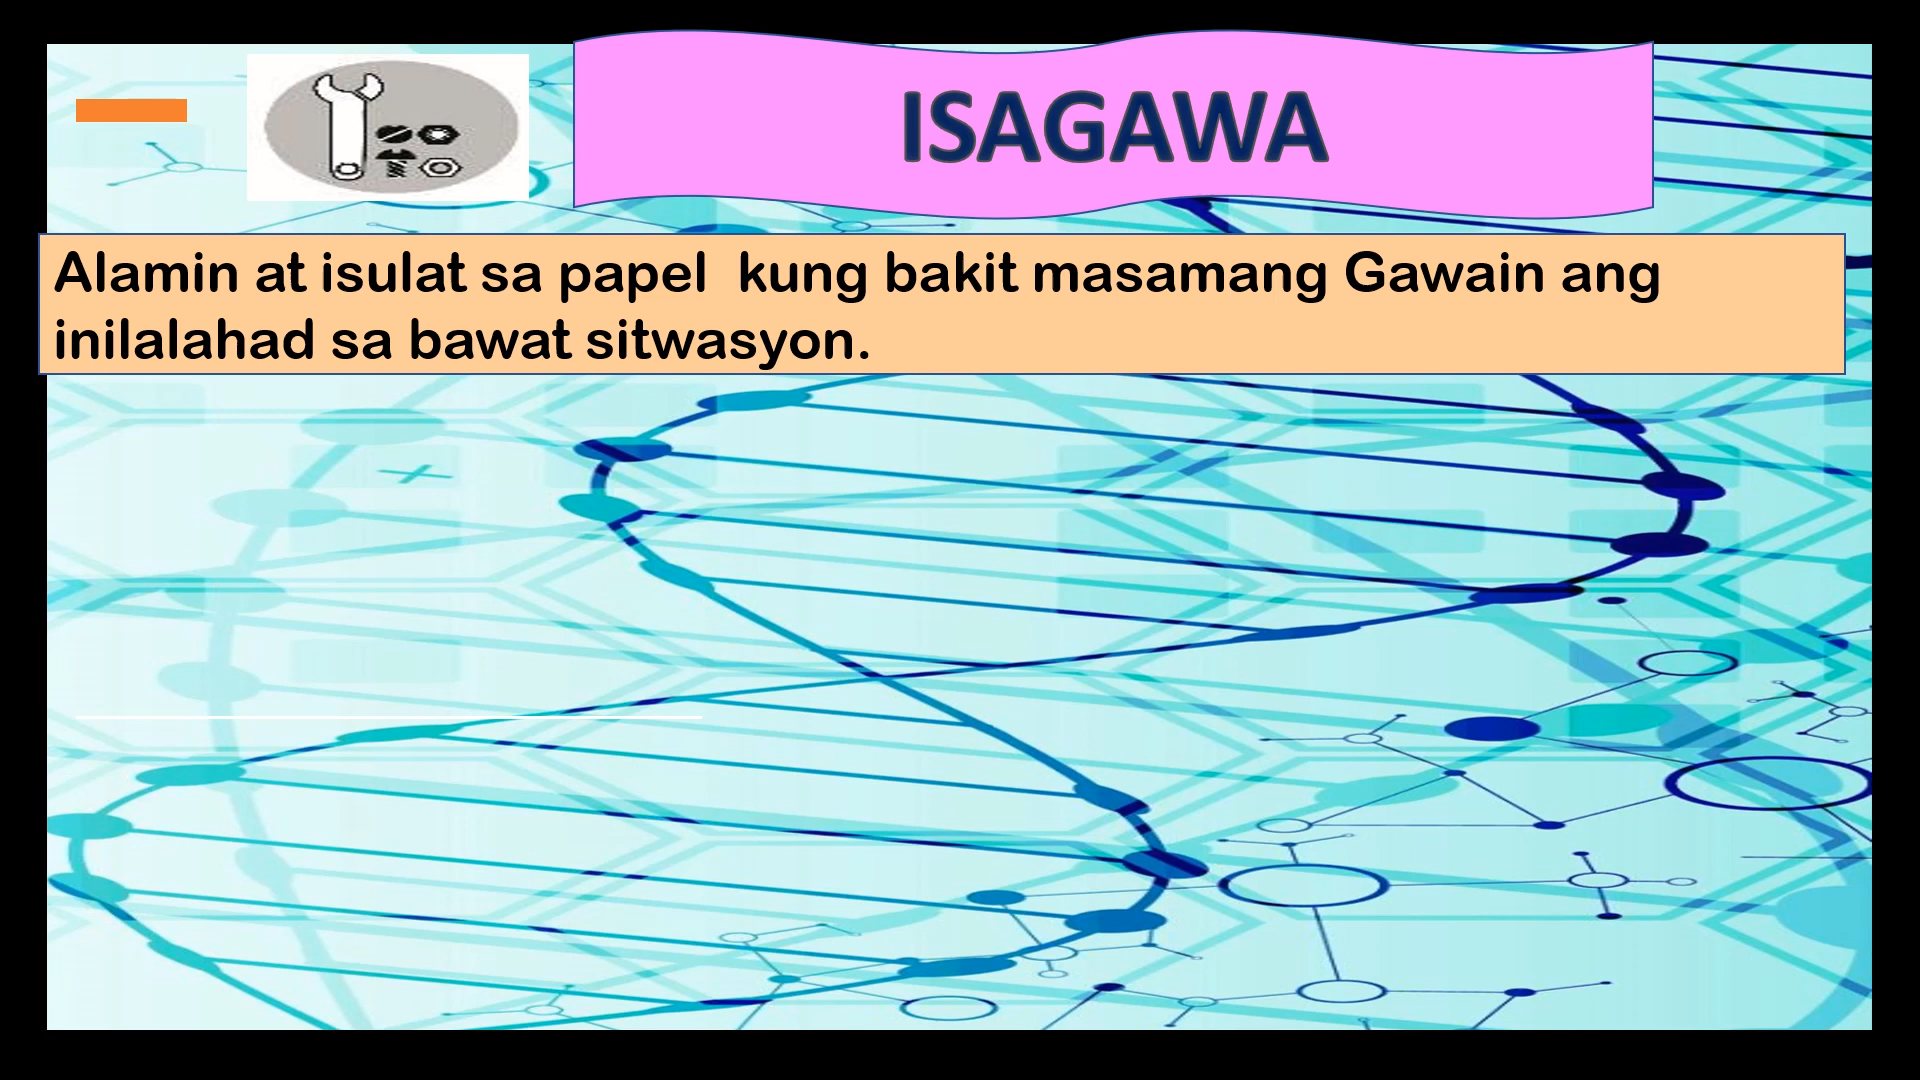 ISAGAWA
Alamin at isulat sa papel  kung bakit masamang Gawain ang
inilalahad sa bawat sitwasyon.